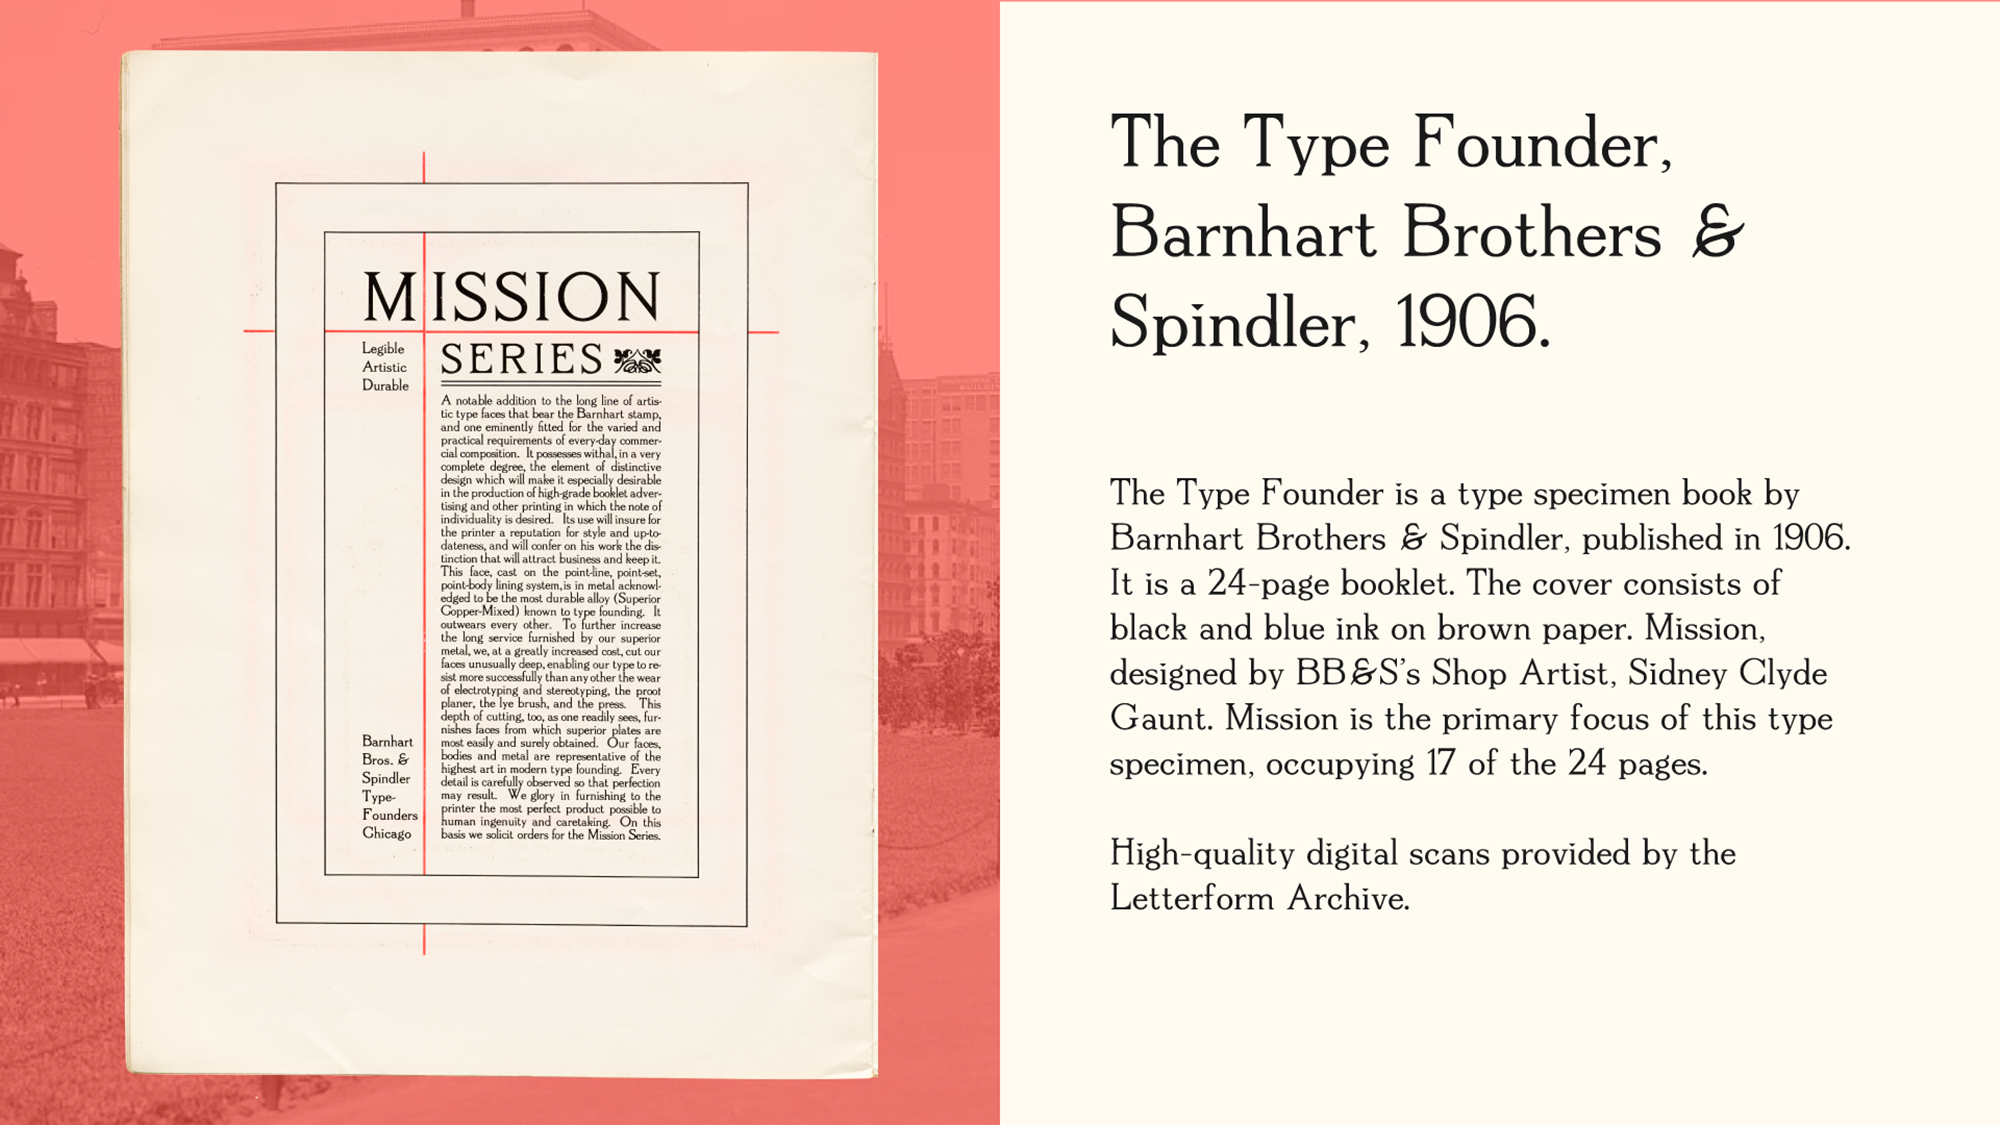 MISSION
SERIES
Legible
Artistic
Durable
A notable addition to the long line of artis-
tic type faces that bear the Barnhart stamp,
and one eminently fitted for the varied and
practical requirements of every-day commer-
cial composition. It possesses withal, in a very
complete degree, the element of distinctive
design which will make it especially desirable
in the production of high-grade booklet adver-
tising and other printing in which the note of
individuality is desired. Its use will insure for
the printer a reputation for style and up-to-
dateness, and will confer on his work the dis-
tinction that will attract business and keep it.
This face, cast on the point-line, point-set,
point-body lining system, is in metal acknowl-
edged to be the most durable alloy (Superior
Copper-Mixed) known to type founding. It
outwears every other. To further increase
the long service furnished by our superior
metal, we, at a greatly increased cost, cut our
faces unusually deep, enabling our type to re-
sist more successfully than any other the wear
of electrotyping and stereotyping, the proof
planer, the lye brush, and the press. This
depth of cutting, too, as one readily sees, fur-
nishes faces from which superior plates are
most easily and surely obtained. Our faces,
bodies and metal are representative of the
highest art in modern type founding. Every
detail is carefully observed so that perfection
may result. We glory in furnishing to the
printer the most perfect product possible to
human ingenuity and caretaking. On this
basis we solicit orders for the Mission Series.
Barnhart
Bros. &
Spindler
Type-
Founders
Chicago
The Type Founder,
Barnhart Brothers &
Spindler, 1906.
The Type Founder is a type specimen book by
Barnhart Brothers & Spindler, published in 1906.
It is a 24-page booklet. The cover consists of
black and blue ink on brown paper. Mission,
designed by BB&S’s Shop Artist, Sidney Clyde
Gaunt. Mission is the primary focus of this type
specimen, occupying 17 of the 24 pages.
High-quality digital scans provided by the
Letterform Archive.